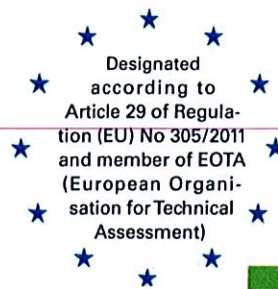 Designated
according to
Article 29 of Regula-
tion (EU) No 305/2011
and member of EOTA
(European Organi-
sation for Technical
Assessment)